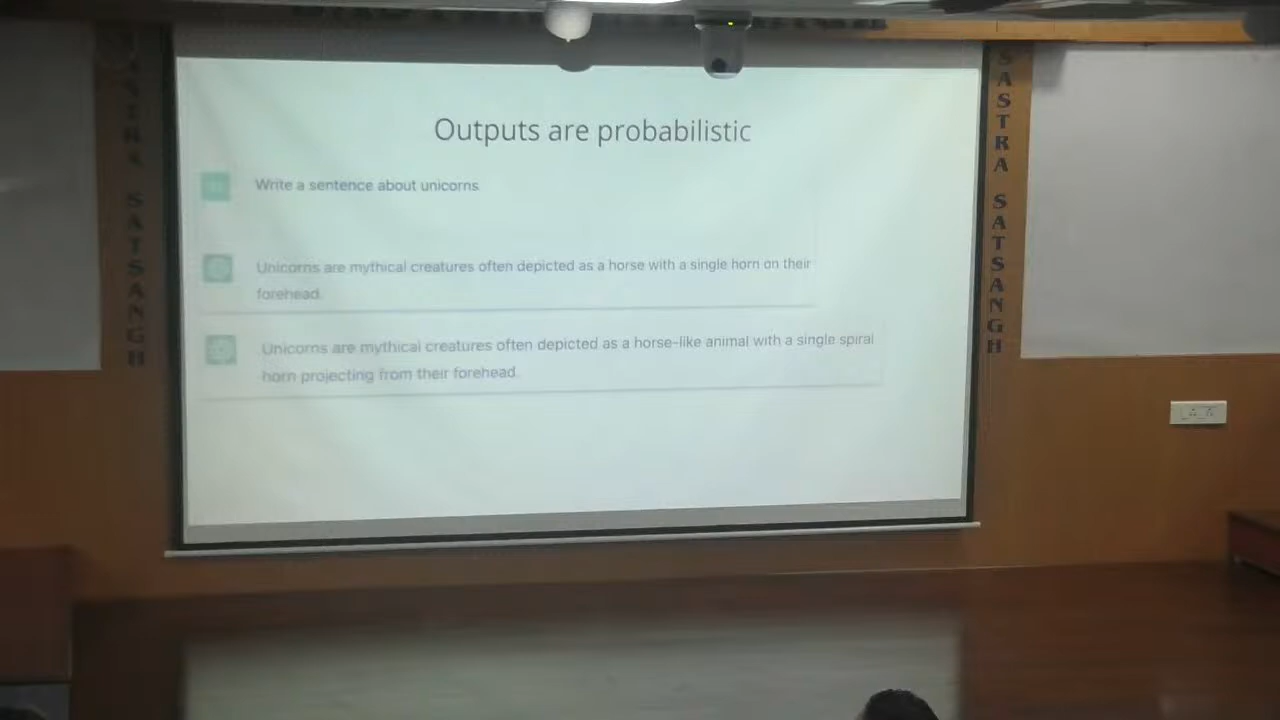 Outputs are probabilistic
Write a sentence about unicorns
Unicorns are mythical creatures often depicted as a horse with a single horn on their
forehead.
Unicorns are mythical creatures often depicted as a horse-like animal with a single spiral
horn projecting from their forehead.
SASTRA SATSANGH
SASTRA SATSANGH